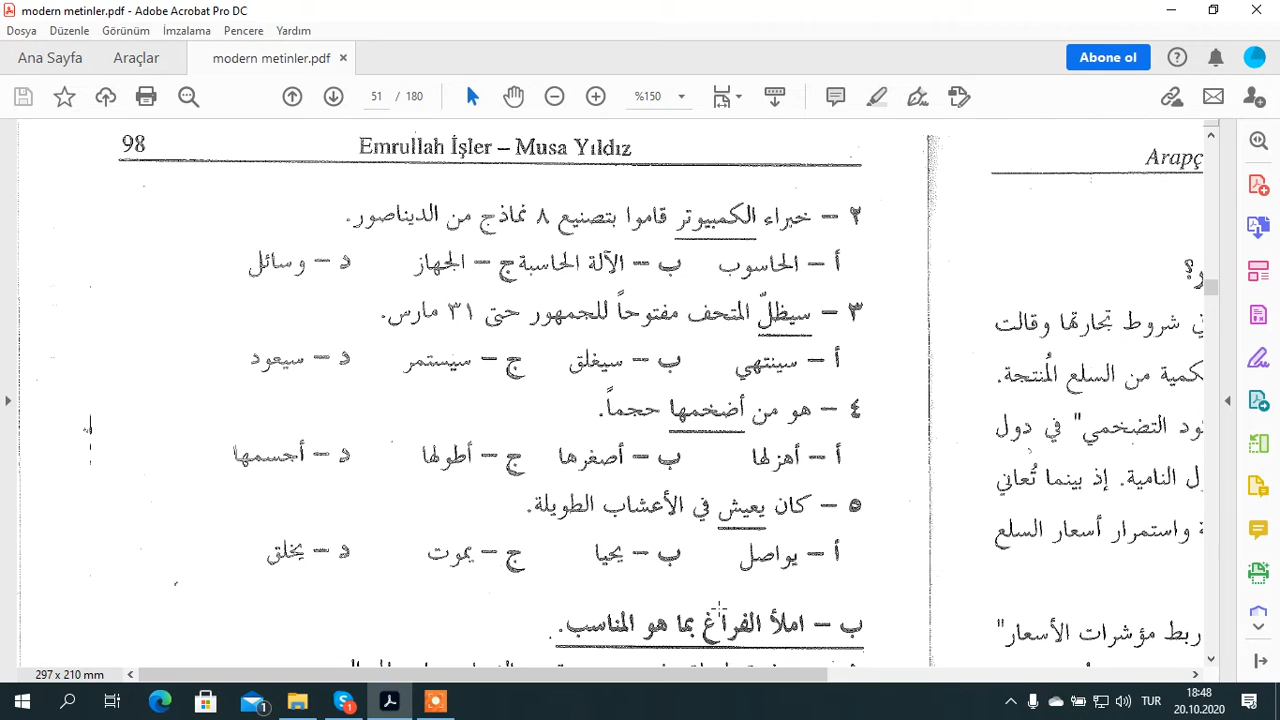 modern metinler.pdf - Adobe Acrobat Pro DC
Dosya Düzenle Görünüm İmzalama Pencere Yardım
Ana Sayfa Araçlar modern metinler.pdf × Abone ol
51 / 180 %150
98 Emrullah İşler – Musa Yıldız
Arapç
٢ – خبراء الكمبيوتر قاموا بتصنيع ٨ نماذج من الديناصور.
أ – الحاسوب ب – الآلة الحاسبة ج – الجهاز د – وسائل
٣ – سيظلّ المتحف مفتوحاً للجمهور حتى ٣١ مارس.
أ – سينتهي ب – سيغلق ج – سيستمر د – سيعود
٤ – هو من أضخمها حجماً.
أ – أهزلها ب – أصغرها ج – أطولها د – أجسمها
٥ – كان يعيش في الأعشاب الطويلة.
أ – يواصل ب – يحيا ج – يموت د – يخلق
ب – املأ الفراغ بما هو المناسب.
ر؟
ني شروط تجارتها وقالت
كمية من السلع المُنتجة.
ود التضخمي" في دول
ل النامية. إذ بينما تُعاني
ة واستمرار أسعار السلع
ربط مؤشرات الأسعار"
297 x 210 mm
1 1 TUR 18:48
20.10.2020